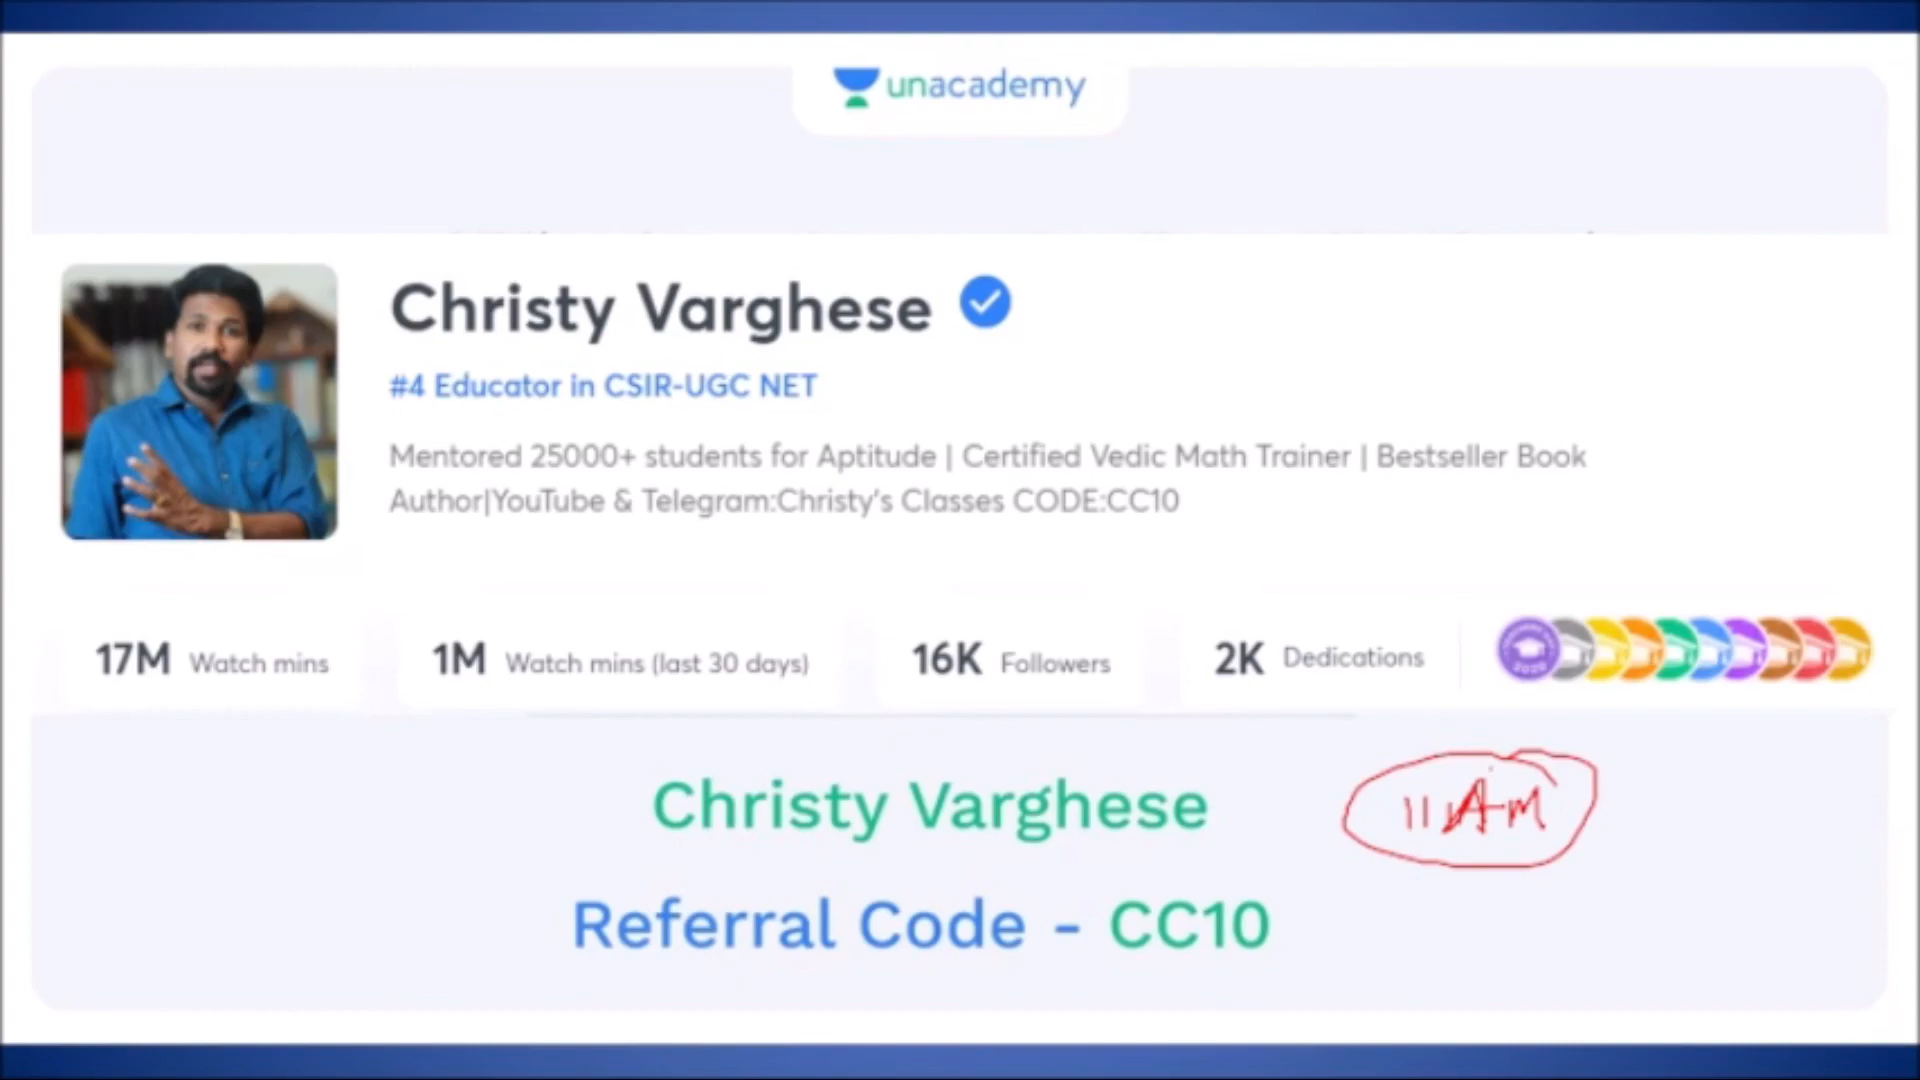 unacademy
Christy Varghese
#4 Educator in CSIR-UGC NET
Mentored 25000+ students for Aptitude | Certified Vedic Math Trainer | Bestseller Book
Author|YouTube & Telegram:Christy's Classes CODE:CC10
17M Watch mins
1M Watch mins (last 30 days)
16K Followers
2K Dedications
2020
Christy Varghese
11 AM
Referral Code - CC10